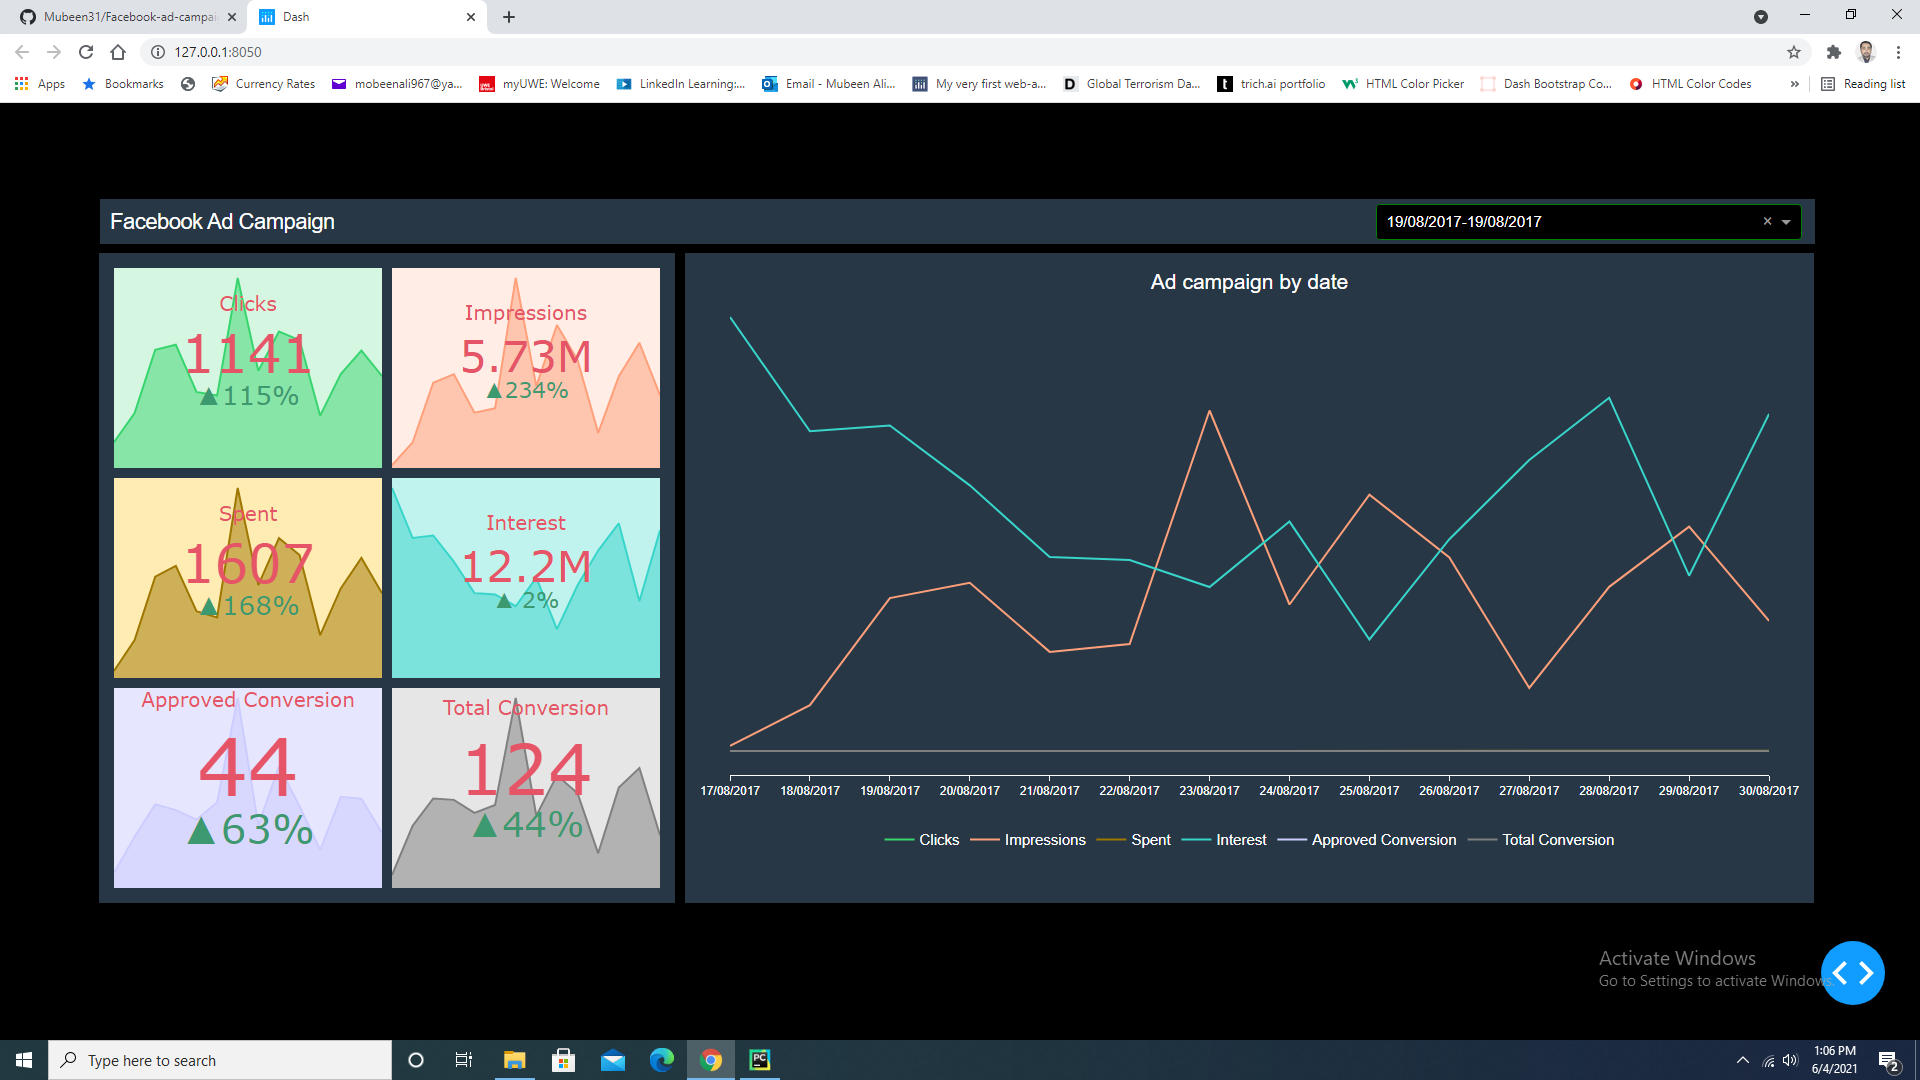 Mubeen31/Facebook-ad-campai
Dash
127.0.0.1:8050
Apps Bookmarks Currency Rates mobeenali967@ya... myUWE: Welcome LinkedIn Learning:... Email - Mubeen Ali... My very first web-a... Global Terrorism Da... trich.ai portfolio HTML Color Picker Dash Bootstrap Co... HTML Color Codes » Reading list
Facebook Ad Campaign
19/08/2017-19/08/2017
Clicks
1141
▲115%
Impressions
5.73M
▲234%
Spent
1607
▲168%
Interest
12.2M
▲ 2%
Approved Conversion
44
▲63%
Total Conversion
124
▲44%
Ad campaign by date
17/08/2017 18/08/2017 19/08/2017 20/08/2017 21/08/2017 22/08/2017 23/08/2017 24/08/2017 25/08/2017 26/08/2017 27/08/2017 28/08/2017 29/08/2017 30/08/2017
Clicks Impressions Spent Interest Approved Conversion Total Conversion
Activate Windows
Go to Settings to activate Windows.
Type here to search
PC
1:06 PM
6/4/2021
2